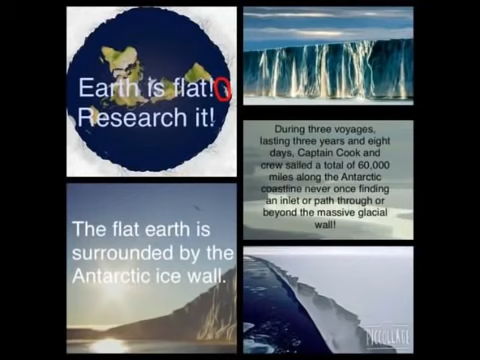 Earth is flat!
Research it!
During three voyages,
lasting three years and eight
days, Captain Cook and
crew sailed a total of 60,000
miles along the Antarctic
coastline never once finding
an inlet or path through or
beyond the massive glacial
wall!
The flat earth is
surrounded by the
Antarctic ice wall.
PICCOLLAGE